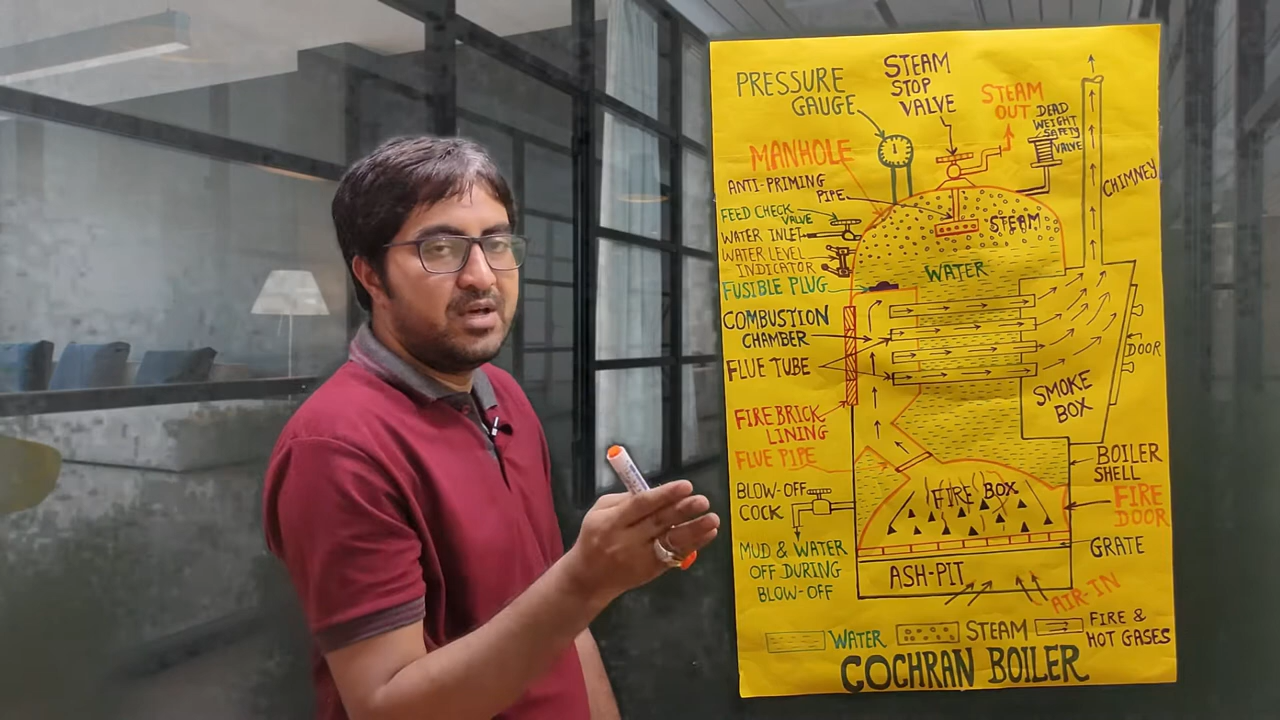 PRESSURE
GAUGE
STEAM
STOP
VALVE
STEAM
OUT
DEAD
WEIGHT
SAFETY
VALVE
MANHOLE
ANTI-PRIMING
PIPE
FEED CHECK
VALVE
WATER INLET
WATER LEVEL
INDICATOR
FUSIBLE PLUG
COMBUSTION
CHAMBER
FLUE TUBE
FIRE BRICK
LINING
FLUE PIPE
BLOW-OFF
COCK
MUD & WATER
OFF DURING
BLOW-OFF
STEAM
WATER
CHIMNEY
DOOR
SMOKE
BOX
BOILER
SHELL
FIRE BOX
FIRE
DOOR
GRATE
ASH-PIT
AIR-IN
WATER
STEAM
FIRE &
HOT GASES
COCHRAN BOILER